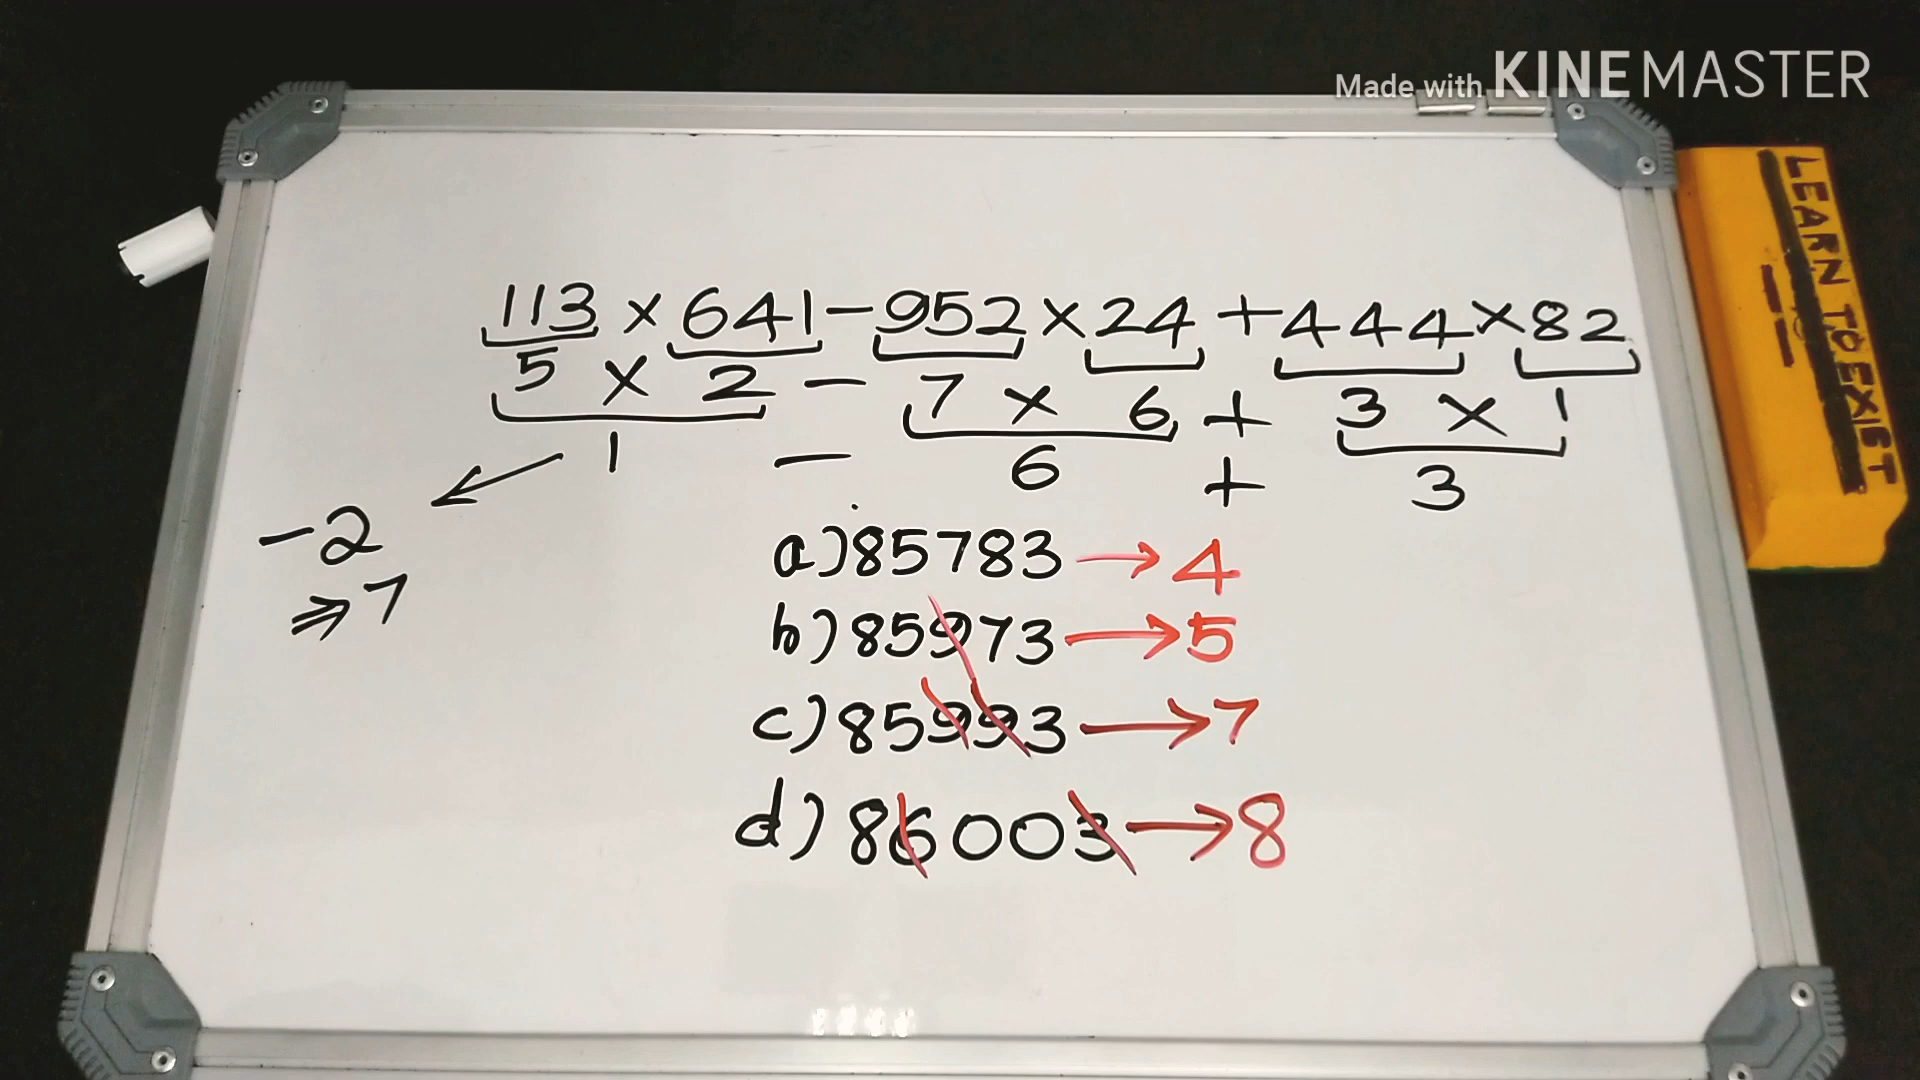 Made with KINEMASTER
LEARN TO EXIST
113 × 641 - 952 × 24 + 444 × 82
5 × 2 - 7 × 6 + 3 × 1
1 - 6 + 3
-2
⇒ 7
a) 85783 → 4
b) 85973 → 5
c) 85993 → 7
d) 86003 → 8